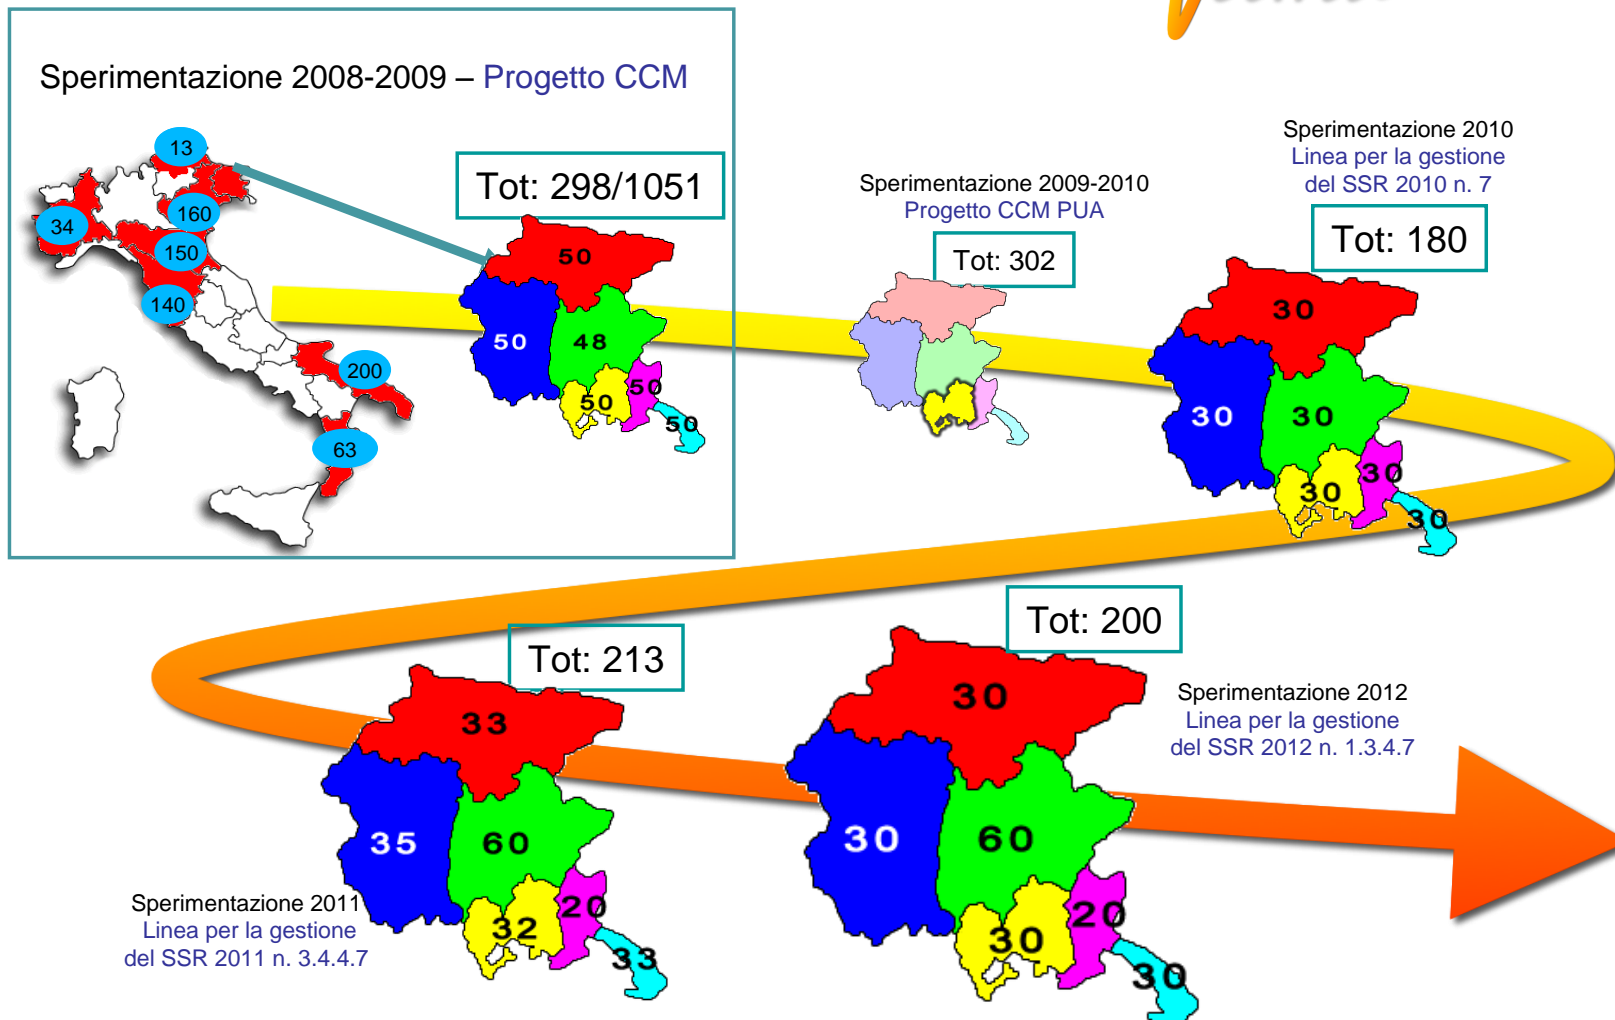 Sperimentazione 2008-2009 – Progetto CCM
13
34
160
150
140
200
63
Tot: 298/1051
50
50
48
50
50
50
Sperimentazione 2009-2010
Progetto CCM PUA
Tot: 302
Sperimentazione 2010
Linea per la gestione
del SSR 2010 n. 7
Tot: 180
30
30
30
30
30
30
Tot: 213
33
35
60
32
20
33
Sperimentazione 2011
Linea per la gestione
del SSR 2011 n. 3.4.4.7
Tot: 200
30
30
60
30
20
30
Sperimentazione 2012
Linea per la gestione
del SSR 2012 n. 1.3.4.7